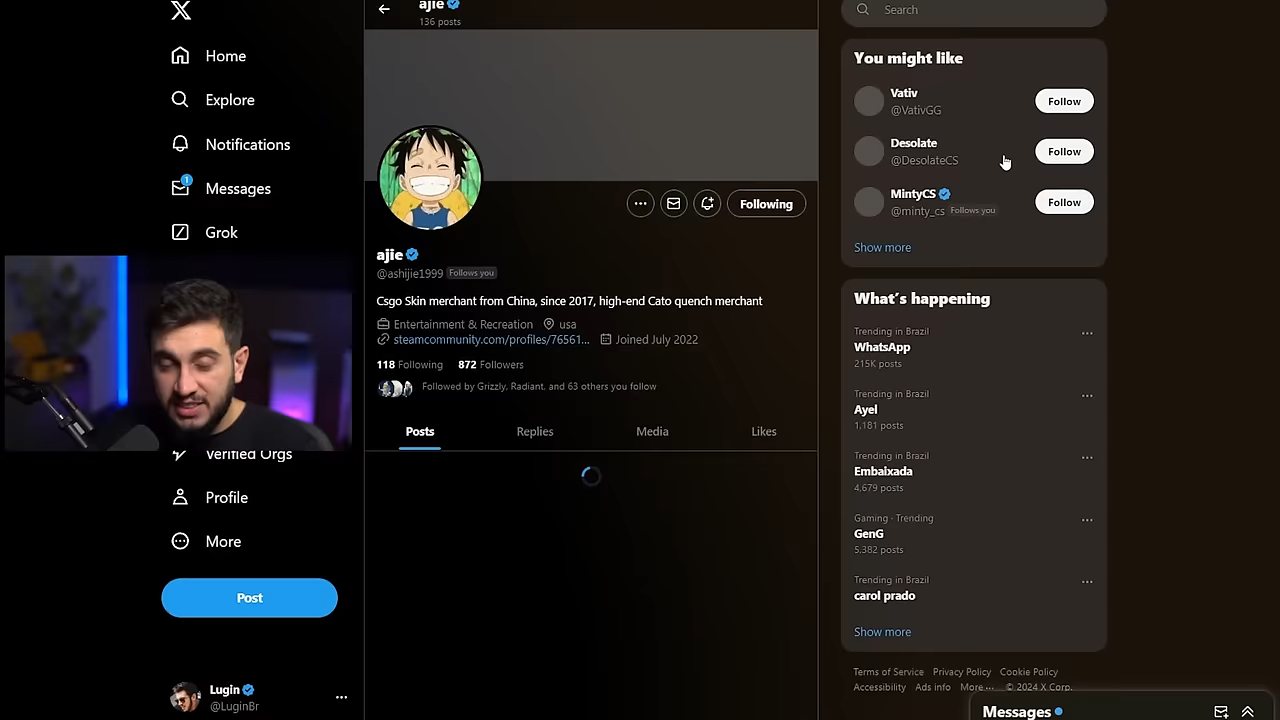 Home
Explore
Notifications
1
Messages
Grok
Verified Orgs
Profile
More
Post
Lugin
@LuginBr
ajie
136 posts
Following
ajie
@ashijie1999 Follows you
Csgo Skin merchant from China, since 2017, high-end Cato quench merchant
Entertainment & Recreation usa
steamcommunity.com/profiles/76561... Joined July 2022
118 Following 872 Followers
Followed by Grizzly, Radiant, and 63 others you follow
Posts Replies Media Likes
Search
You might like
Vativ
@VativGG
Follow
Desolate
@DesolateCS
Follow
MintyCS
@minty_cs Follows you
Follow
Show more
What's happening
Trending in Brazil
WhatsApp
215K posts
Trending in Brazil
Ayel
1,181 posts
Trending in Brazil
Embaixada
4,679 posts
Gaming · Trending
GenG
5,382 posts
Trending in Brazil
carol prado
Show more
Terms of Service Privacy Policy Cookie Policy
Accessibility Ads info More ... © 2024 X Corp.
Messages